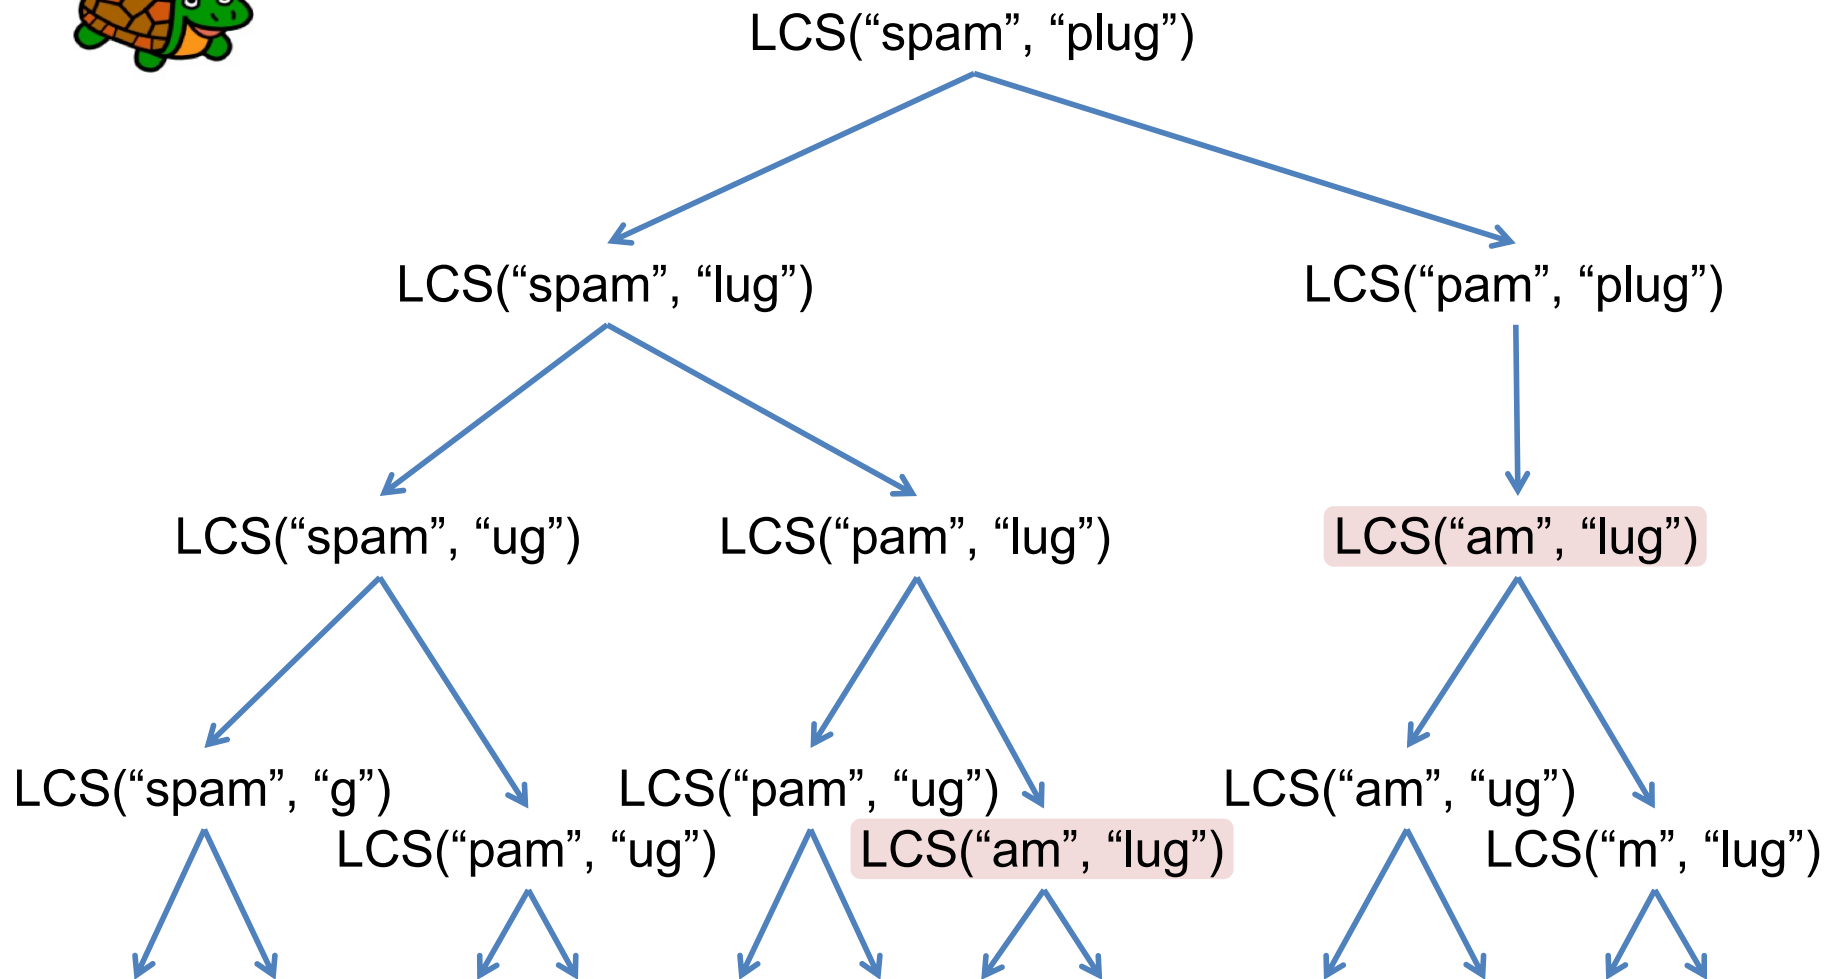 LCS(“spam”, “plug”)
LCS(“spam”, “lug”)
LCS(“pam”, “plug”)
LCS(“spam”, “ug”)
LCS(“pam”, “lug”)
LCS(“am”, “lug”)
LCS(“spam”, “g”)
LCS(“pam”, “ug”)
LCS(“am”, “ug”)
LCS(“pam”, “ug”)
LCS(“am”, “lug”)
LCS(“m”, “lug”)